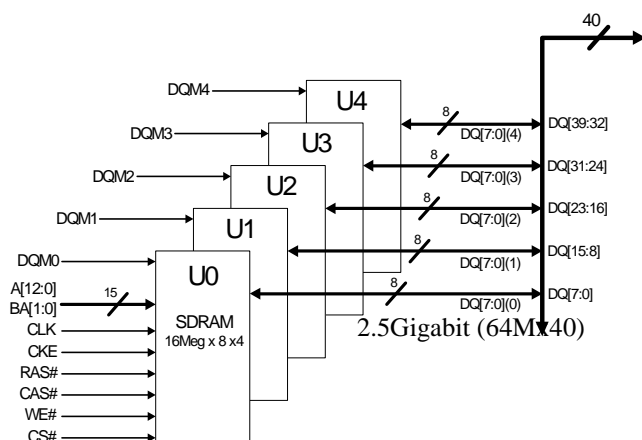 40
DQM4
U4
8
DQ[7:0](4)
DQ[39:32]
DQM3
U3
8
DQ[7:0](3)
DQ[31:24]
DQM2
U2
8
DQ[7:0](2)
DQ[23:16]
DQM1
U1
8
DQ[7:0](1)
DQ[15:8]
DQM0
U0
8
DQ[7:0](0)
DQ[7:0]
A[12:0]
BA[1:0]
15
SDRAM
16Meg x 8 x4
2.5Gigabit (64Mx40)
CLK
CKE
RAS#
CAS#
WE#
CS#